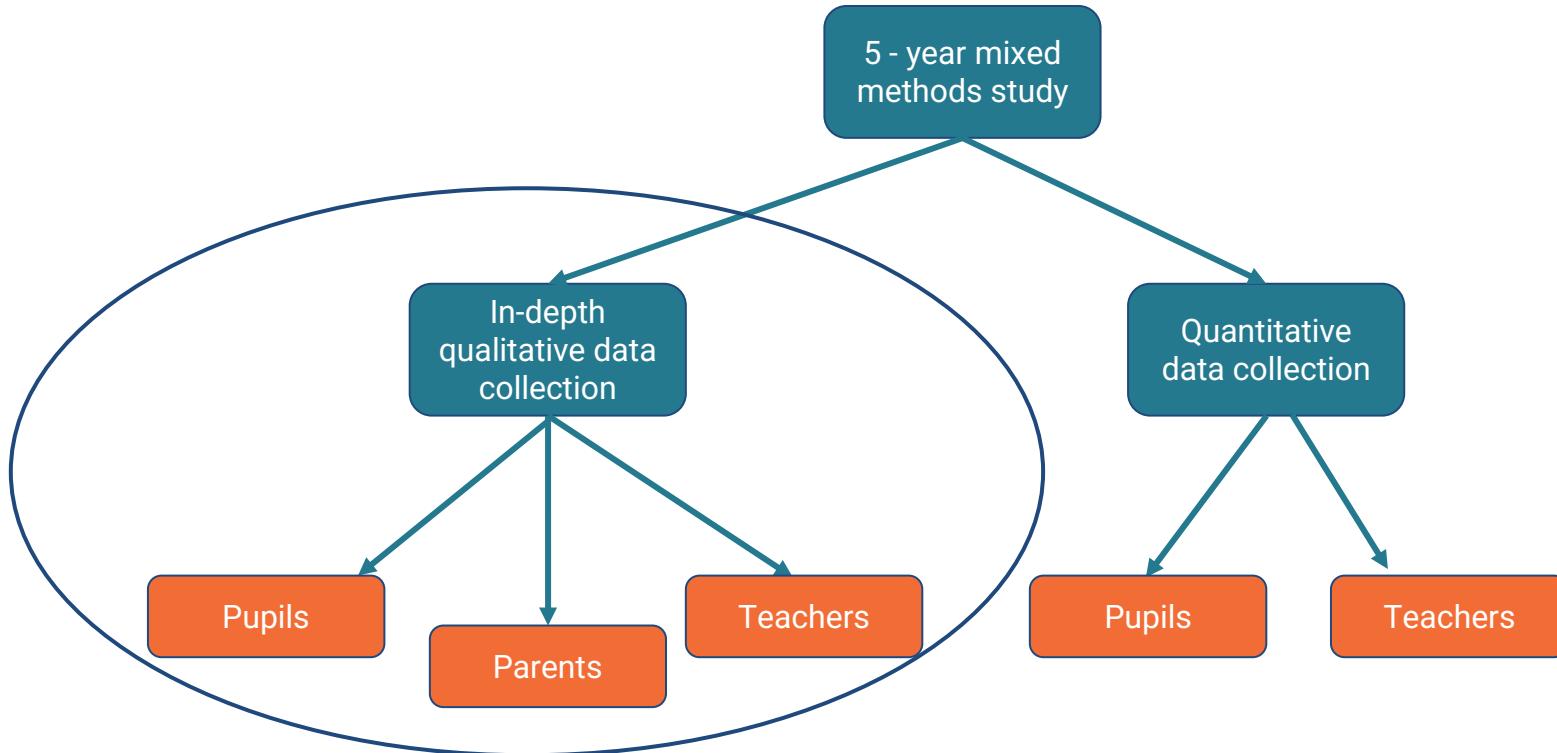 5 - year mixed
methods study
In-depth
qualitative data
collection
Quantitative
data collection
Pupils
Parents
Teachers
Pupils
Teachers